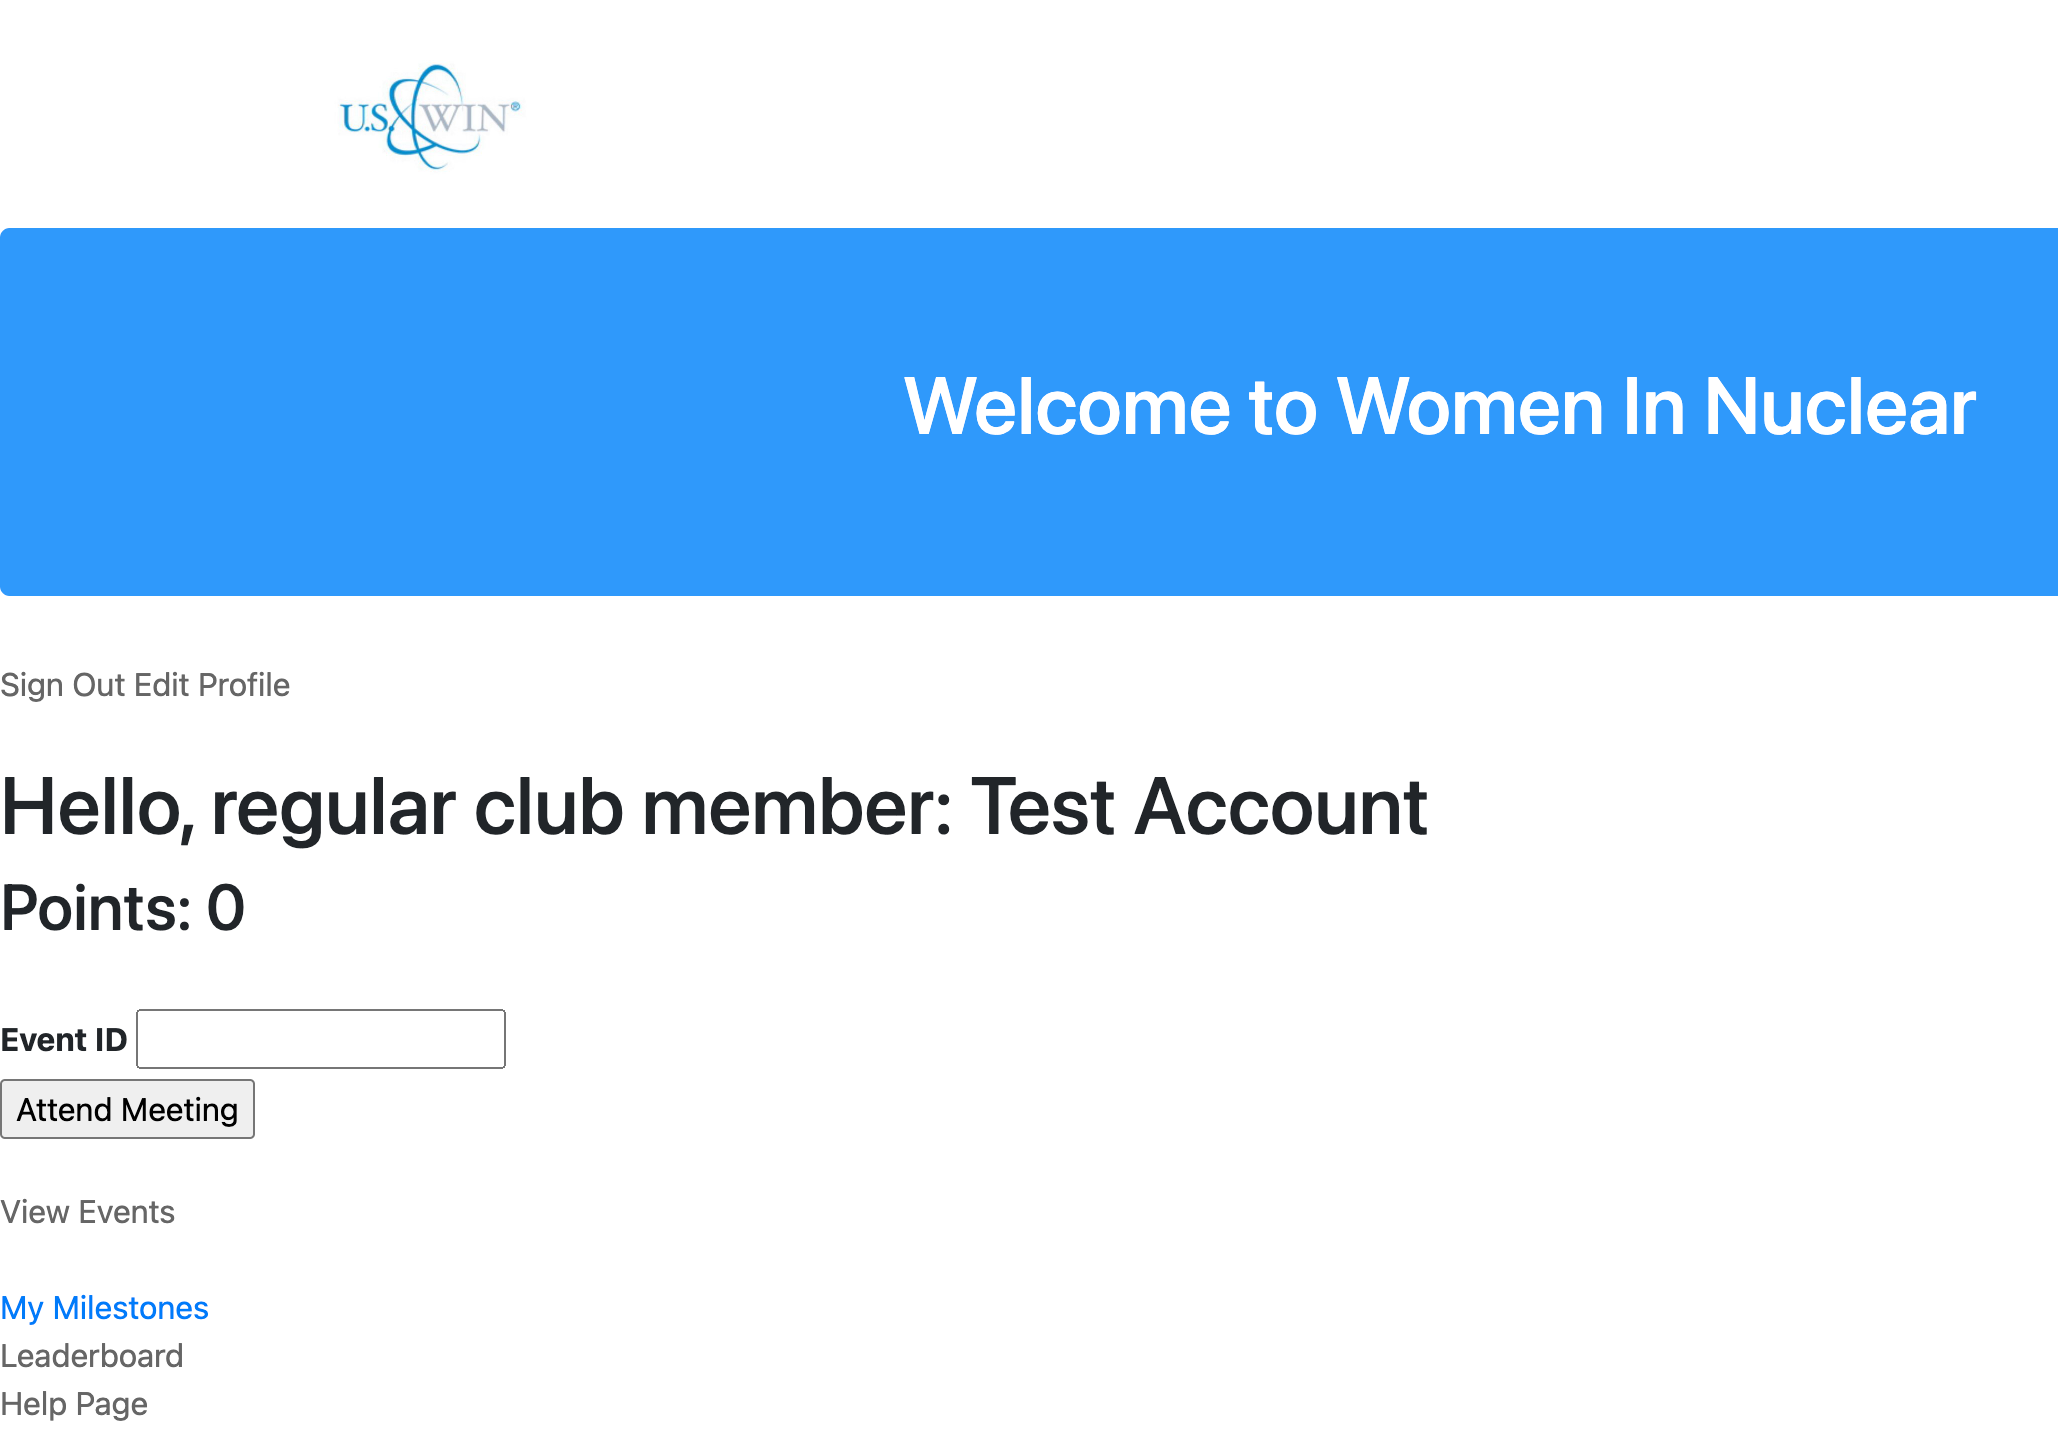 U.S. WIN®
Welcome to Women In Nuclear
Sign Out Edit Profile
Hello, regular club member: Test Account
Points: 0
Event ID
Attend Meeting
View Events
My Milestones
Leaderboard
Help Page